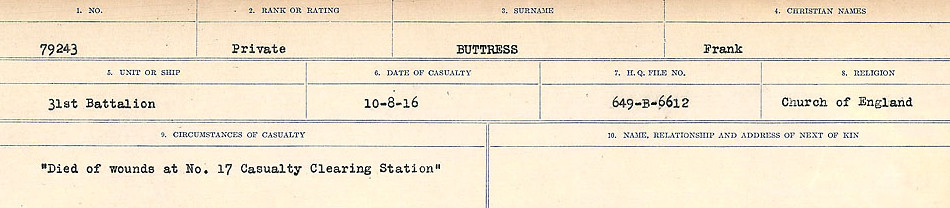 1. NO. 2. RANK OR RATING 3. SURNAME 4. CHRISTIAN NAMES
79243 Private BUTTRESS Frank
5. UNIT OR SHIP 6. DATE OF CASUALTY 7. H. Q. FILE NO. 8. RELIGION
31st Battalion 10-8-16 649-B-6612 Church of England
9. CIRCUMSTANCES OF CASUALTY 10. NAME, RELATIONSHIP AND ADDRESS OF NEXT OF KIN
"Died of wounds at No. 17 Casualty Clearing Station"